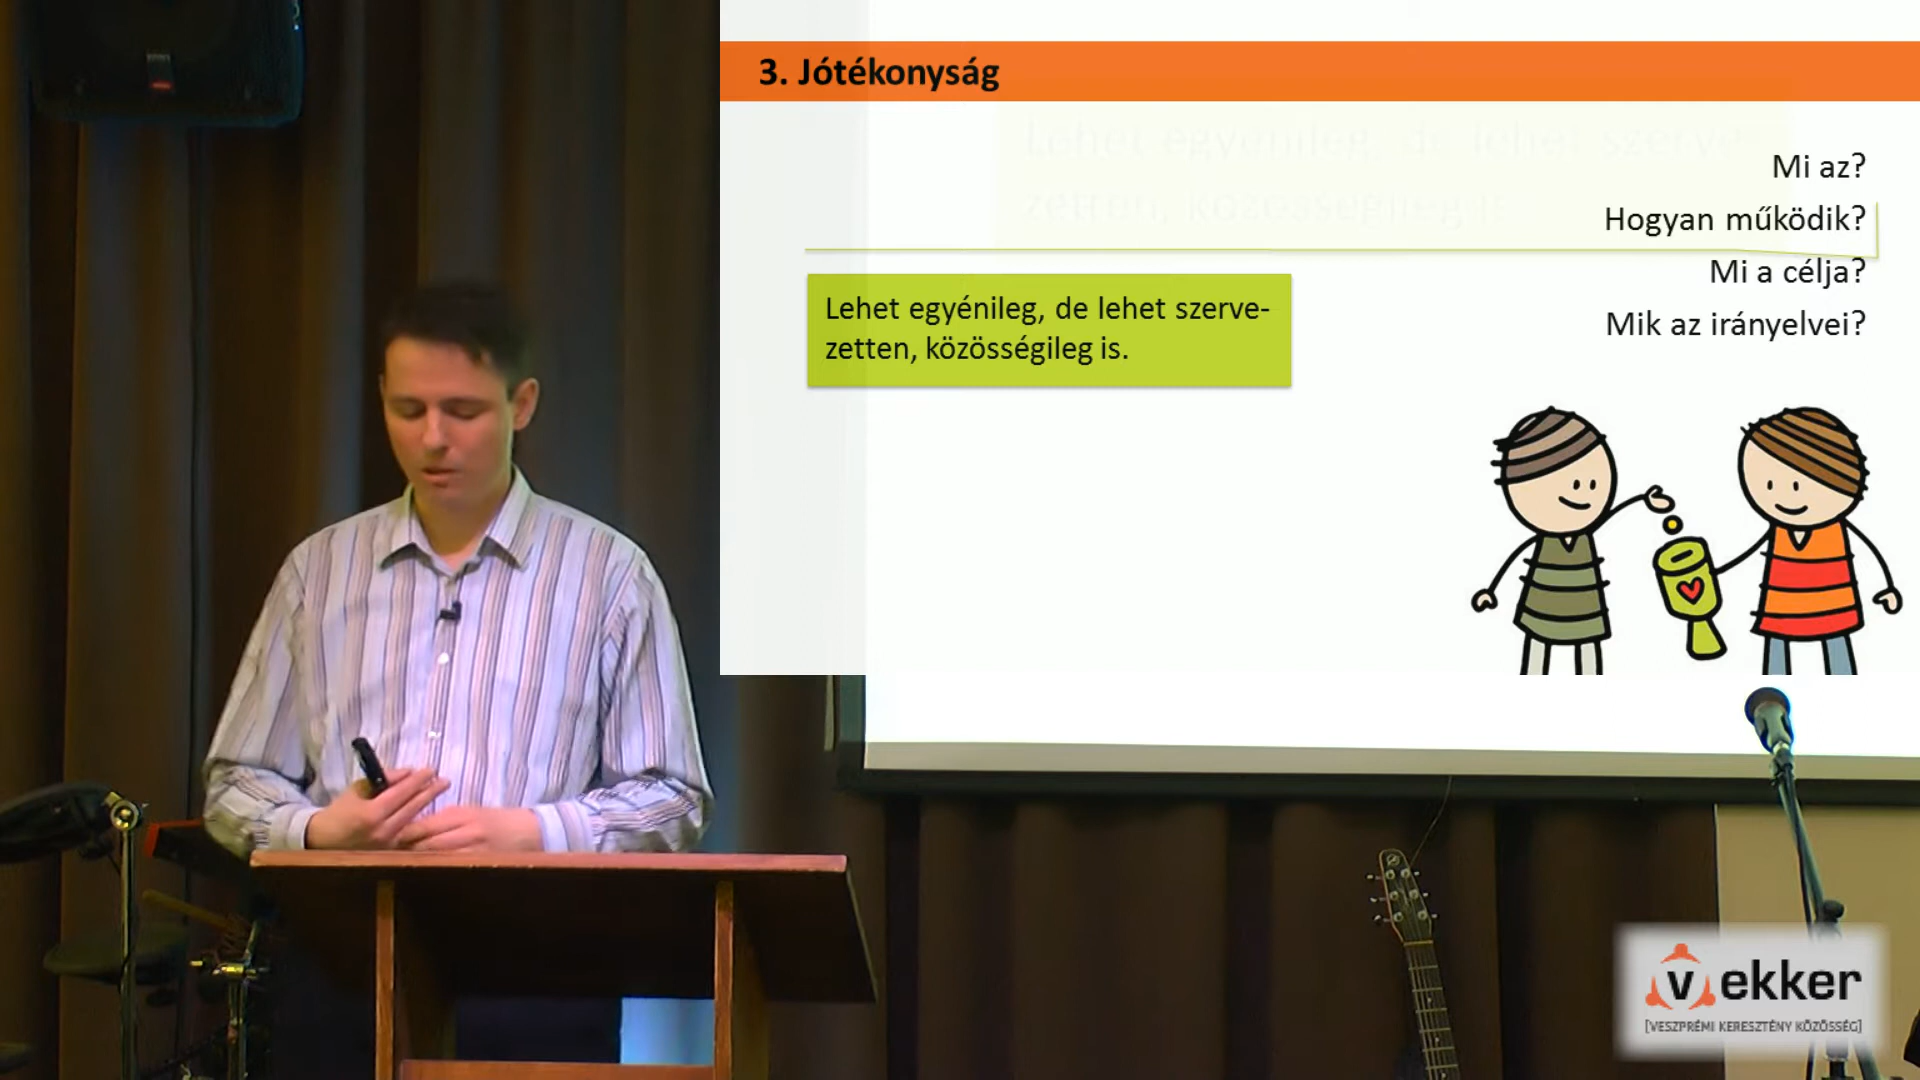 3. Jótékonyság
Mi az?
Hogyan működik?
Mi a célja?
Mik az irányelvei?
Lehet egyénileg, de lehet szerve-
zetten, közösségileg is.
vekker
[VESZPRÉMI KERESZTÉNY KÖZÖSSÉG]